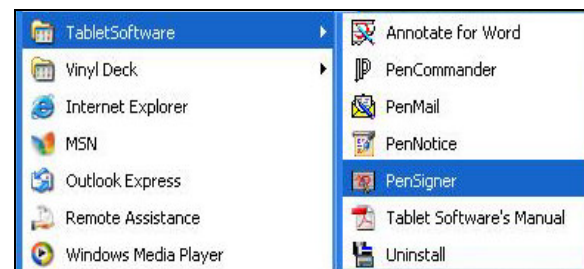 TabletSoftware
Vinyl Deck
Internet Explorer
MSN
Outlook Express
Remote Assistance
Windows Media Player
Annotate for Word
PenCommander
PenMail
PenNotice
PenSigner
Tablet Software's Manual
Uninstall